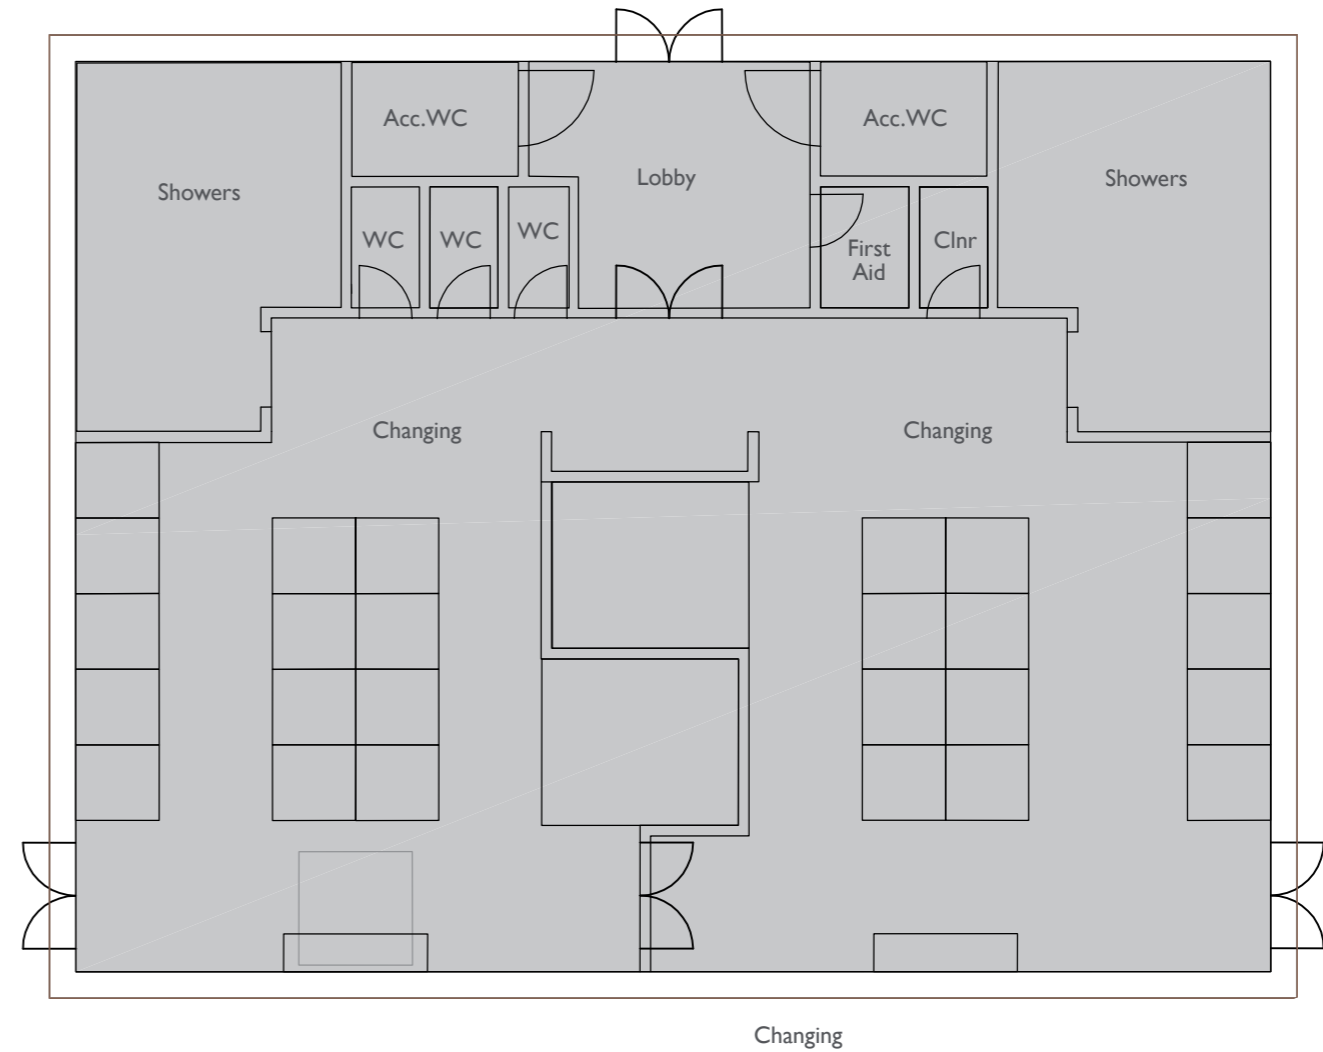 Acc.WC
Acc.WC
Lobby
Showers
Showers
WC
WC
WC
First
Aid
Clnr
Changing
Changing
Changing